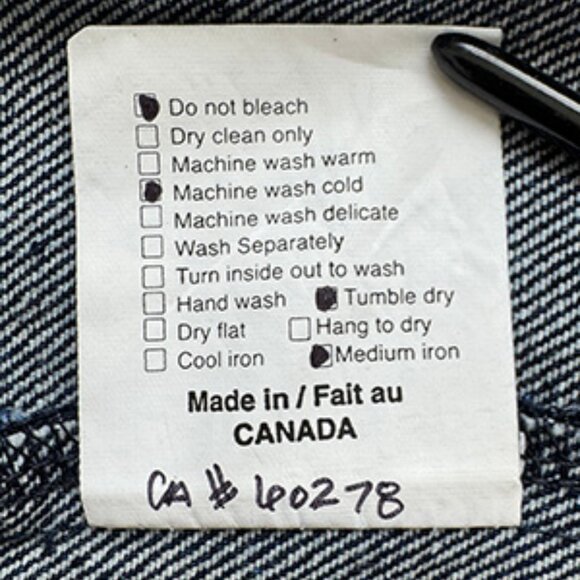 Do not bleach
Dry clean only
Machine wash warm
Machine wash cold
Machine wash delicate
Wash Separately
Turn inside out to wash
Hand wash Tumble dry
Dry flat Hang to dry
Cool iron Medium iron
Made in / Fait au
CANADA
CA # 60278